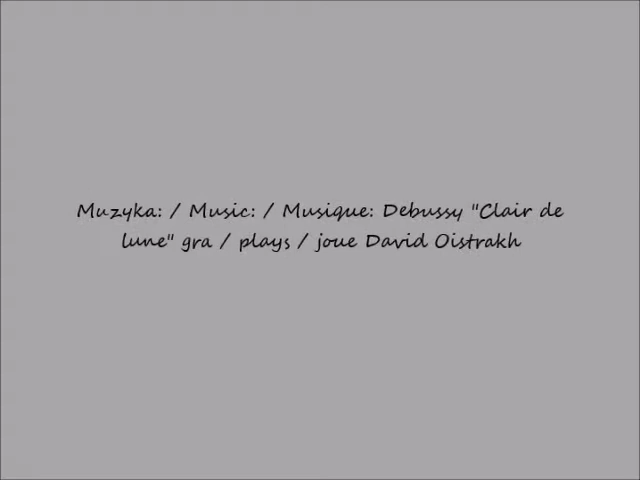 Muzyka: / Music: / Musique: Debussy "Clair de
lune" gra / plays / joue David Oistrakh